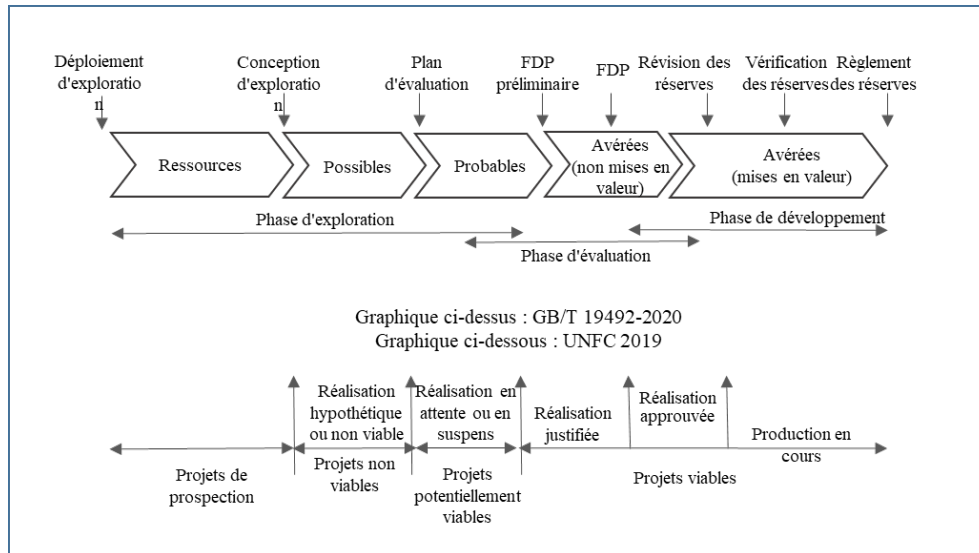 Déploiement
d'exploratio
n
Conception
d'exploratio
n
Plan
d'évaluation
FDP
préliminaire
FDP
Révision des
réserves
Vérification
des réserves
Règlement
des réserves
Ressources
Possibles
Probables
Avérées
(non mises en
valeur)
Avérées
(mises en valeur)
Phase d'exploration
Phase d'évaluation
Phase de développement
Graphique ci-dessus : GB/T 19492-2020
Graphique ci-dessous : UNFC 2019
Réalisation
hypothétique
ou non viable
Réalisation en
attente ou en
suspens
Réalisation
justifiée
Réalisation
approuvée
Production en
cours
Projets de
prospection
Projets non
viables
Projets
potentiellement
viables
Projets viables